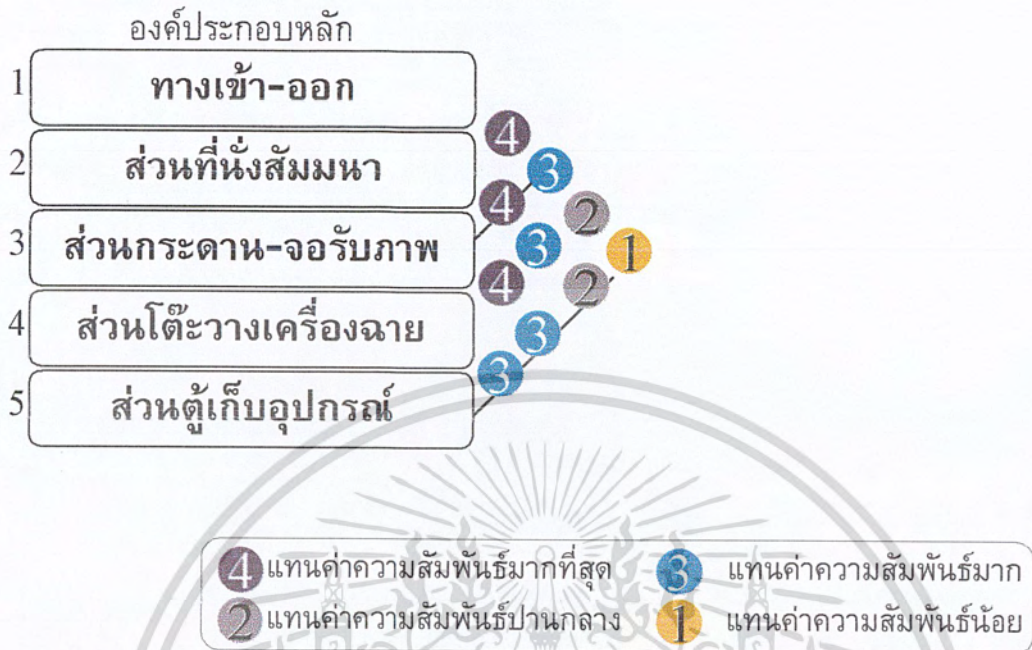 องค์ประกอบหลัก
1 ทางเข้า-ออก
4
2 ส่วนที่นั่งสัมมนา
3
4
2
3 ส่วนกระดาน-จอรับภาพ
3
1
4
2
4 ส่วนโต๊ะวางเครื่องฉาย
3
3
5 ส่วนตู้เก็บอุปกรณ์
4 แทนค่าความสัมพันธ์มากที่สุด 3 แทนค่าความสัมพันธ์มาก
2 แทนค่าความสัมพันธ์ปานกลาง 1 แทนค่าความสัมพันธ์น้อย